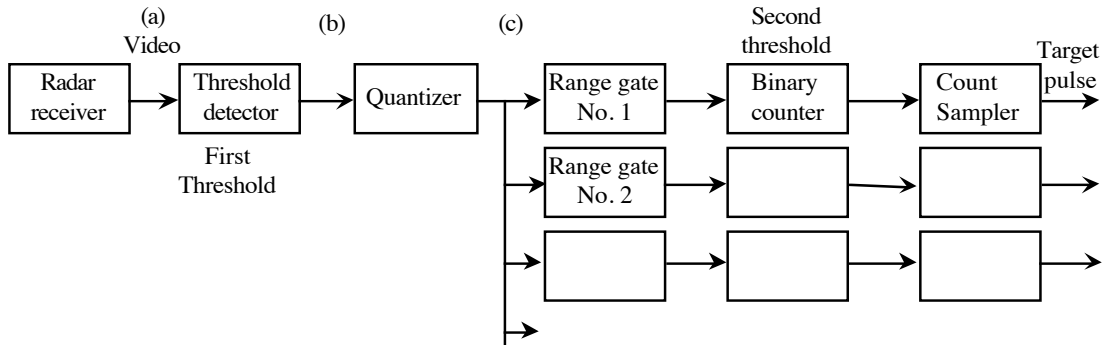 (a)
Video
(b)
(c)
Second
threshold
Target
pulse
Radar
receiver
Threshold
detector
Quantizer
Range gate
No. 1
Binary
counter
Count
Sampler
First
Threshold
Range gate
No. 2